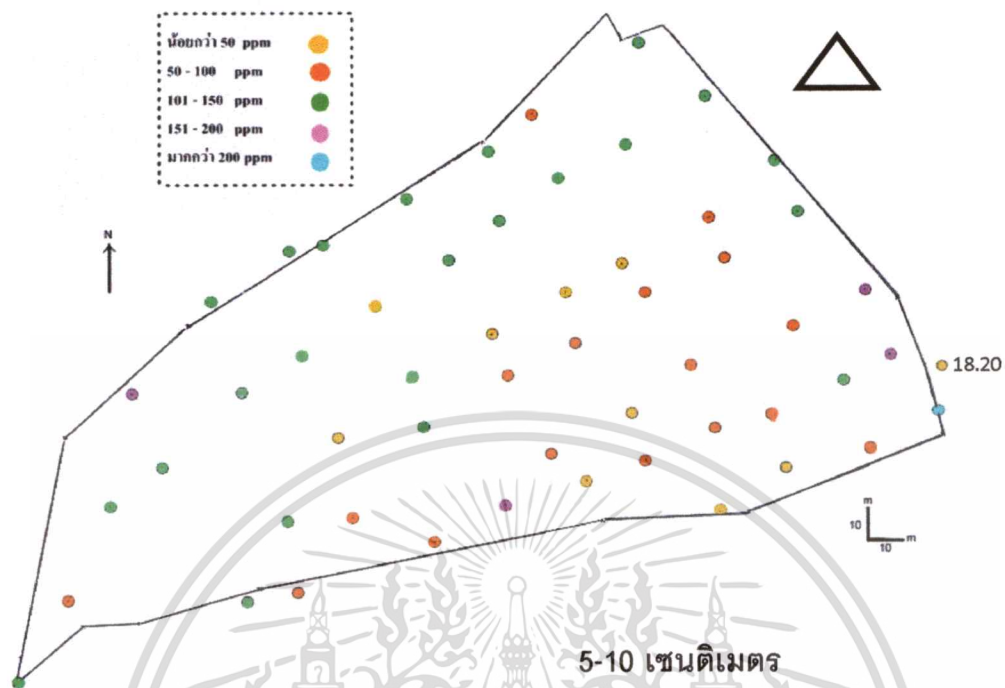 น้อยกว่า 50 ppm
50 - 100 ppm
101 - 150 ppm
151 - 200 ppm
มากกว่า 200 ppm
N
18.20
m
10
10 m
5-10 เซนติเมตร